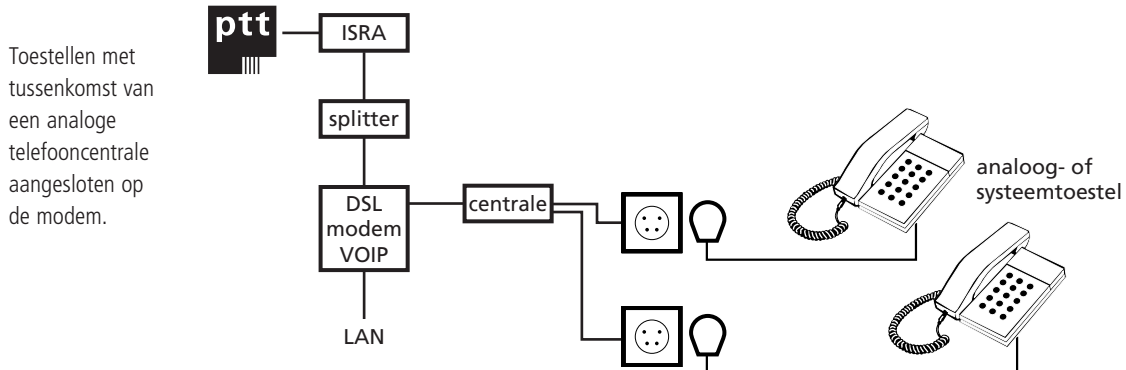 Toestellen met
tussenkomst van
een analoge
telefooncentrale
aangesloten op
de modem.
ptt
ISRA
splitter
DSL
modem
VOIP
centrale
LAN
analoog- of
systeemtoestel